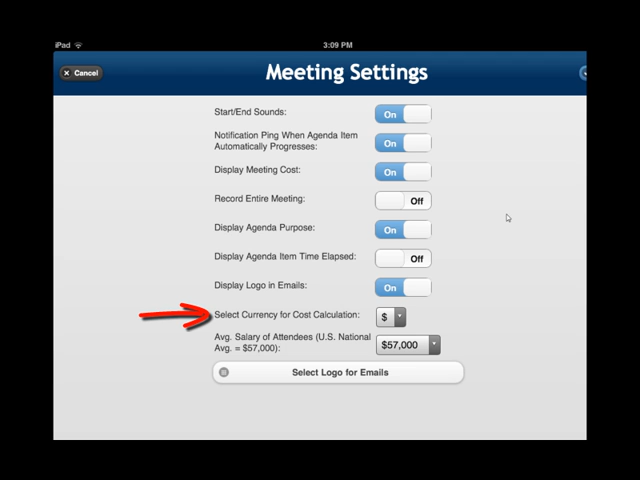 iPad 3:09 PM
Cancel Meeting Settings
Start/End Sounds: On
Notification Ping When Agenda Item
Automatically Progresses: On
Display Meeting Cost: On
Record Entire Meeting: Off
Display Agenda Purpose: On
Display Agenda Item Time Elapsed: Off
Display Logo in Emails: On
Select Currency for Cost Calculation: $
Avg. Salary of Attendees (U.S. National
Avg. = $57,000): $57,000
Select Logo for Emails